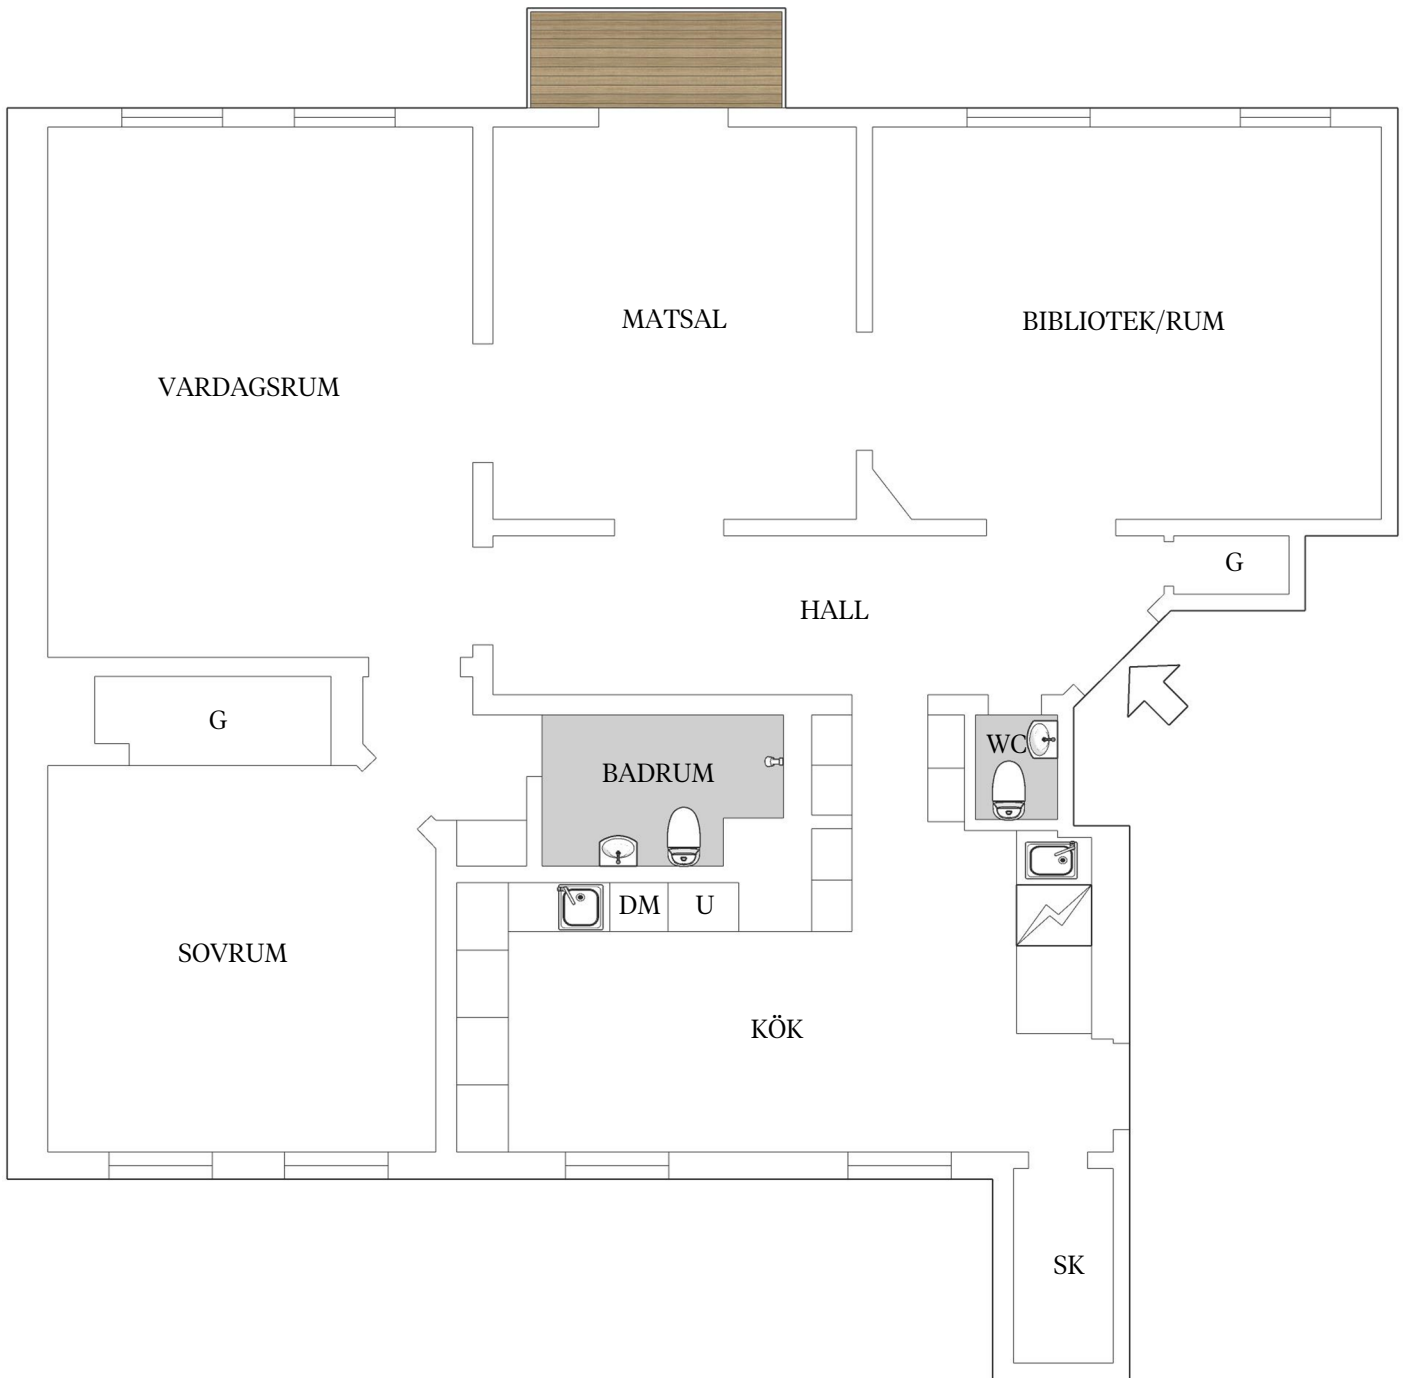 MATSAL
BIBLIOTEK/RUM
VARDAGSRUM
G
HALL
G
WC
BADRUM
DM
U
SOVRUM
KÖK
SK